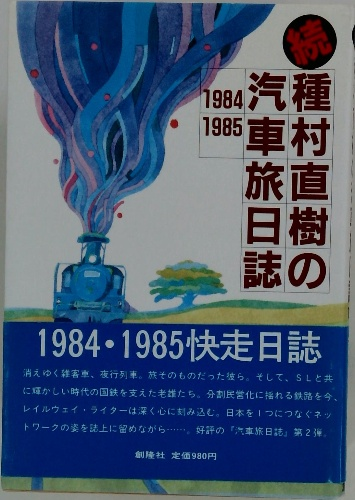 続
種村直樹の
汽車旅日誌
1984
1985
1984・1985快走日誌
消えゆく雑客車、夜行列車。旅そのものだった彼ら。そして、ＳＬと共
に輝かしい時代の国鉄を支えた老雄たち。分割民営化に揺れる鉄路を今、
レイルウェイ・ライターは深く心に刻み込む。日本を１つにつなぐネッ
トワークの姿を誌上に留めながら……。好評の『汽車旅日誌』第２弾。
創隆社 定価980円